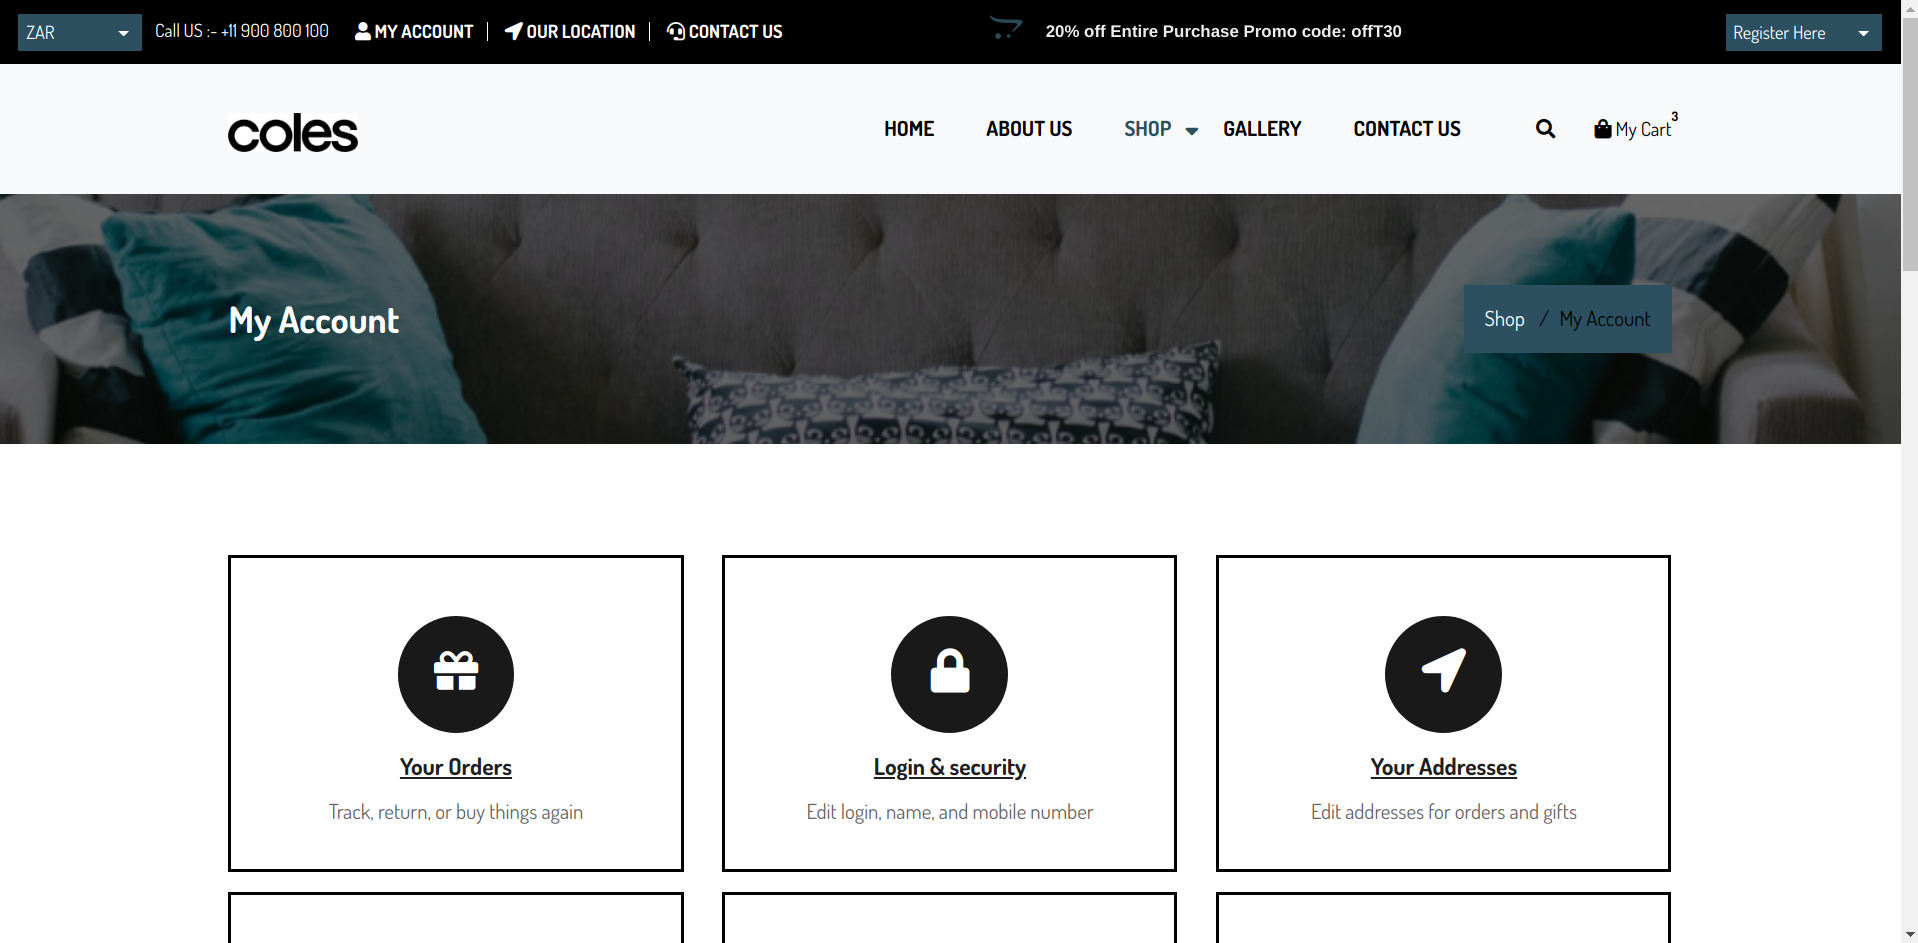 ZAR
Call US :- +11 900 800 100
MY ACCOUNT
OUR LOCATION
CONTACT US
20% off Entire Purchase Promo code: offT30
Register Here
coles
HOME
ABOUT US
SHOP
GALLERY
CONTACT US
My Cart 3
My Account
Shop / My Account
Your Orders
Track, return, or buy things again
Login & security
Edit login, name, and mobile number
Your Addresses
Edit addresses for orders and gifts